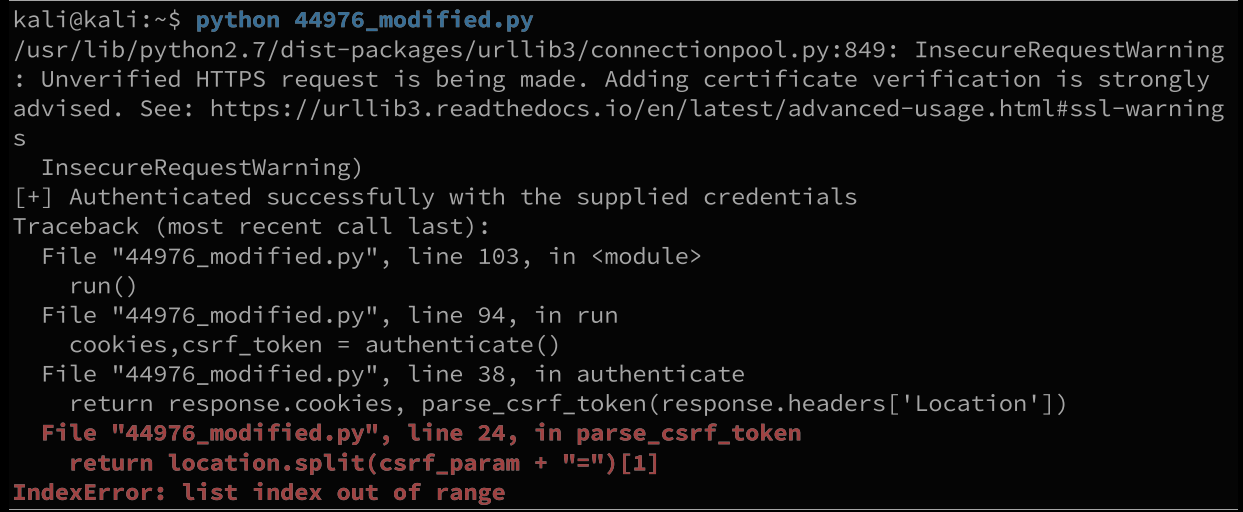 kali@kali:~$ python 44976_modified.py
/usr/lib/python2.7/dist-packages/urllib3/connectionpool.py:849: InsecureRequestWarning
: Unverified HTTPS request is being made. Adding certificate verification is strongly
advised. See: https://urllib3.readthedocs.io/en/latest/advanced-usage.html#ssl-warning
s
  InsecureRequestWarning)
[+] Authenticated successfully with the supplied credentials
Traceback (most recent call last):
  File "44976_modified.py", line 103, in <module>
    run()
  File "44976_modified.py", line 94, in run
    cookies,csrf_token = authenticate()
  File "44976_modified.py", line 38, in authenticate
    return response.cookies, parse_csrf_token(response.headers['Location'])
  File "44976_modified.py", line 24, in parse_csrf_token
    return location.split(csrf_param + "=")[1]
IndexError: list index out of range